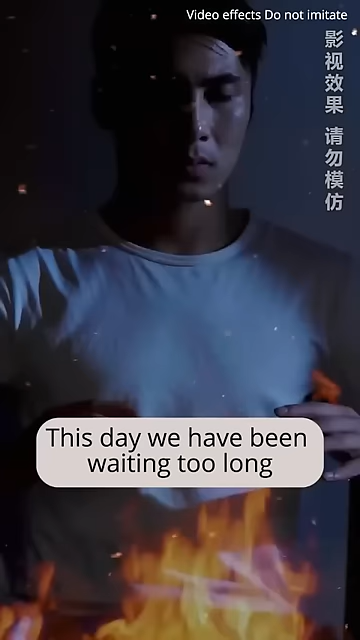 Video effects Do not imitate
影视效果 请勿模仿
This day we have been
waiting too long